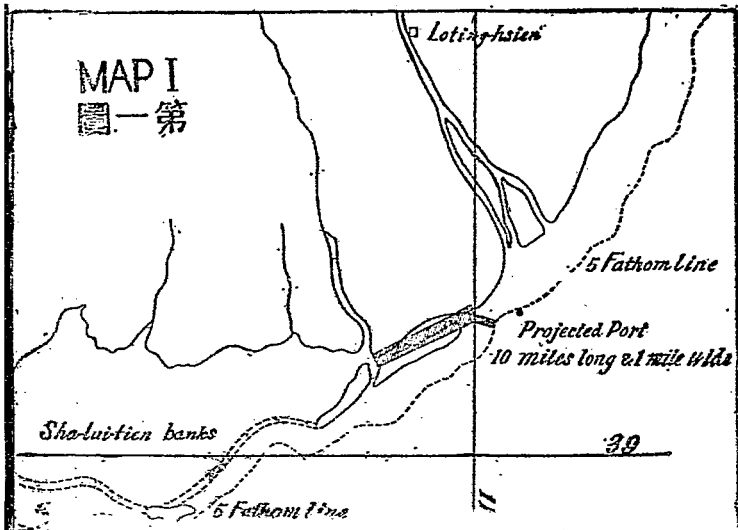 Loting-hsien
MAP I
圖一第
5 Fathom line
Projected Port
10 miles long & 1 mile wide
Sha-lui-tien banks
39
5 Fathom line